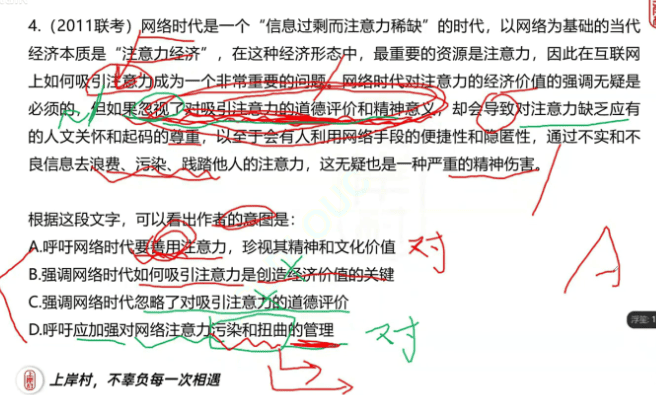 4.（2011联考）网络时代是一个“信息过剩而注意力稀缺”的时代，以网络为基础的当代
经济本质是“注意力经济”，在这种经济形态中，最重要的资源是注意力，因此在互联网
上如何吸引注意力成为一个非常重要的问题。网络时代对注意力的经济价值的强调无疑是
必须的，但如果忽视了对吸引注意力的道德评价和精神意义，却会导致对注意力缺乏应有
的人文关怀和起码的尊重，以至于会有人利用网络手段的便捷性和隐匿性，通过不实和不
良信息去浪费、污染、践踏他人的注意力，这无疑也是一种严重的精神伤害。
根据这段文字，可以看出作者的意图是：
A.呼吁网络时代要善用注意力，珍视其精神和文化价值 对
B.强调网络时代如何吸引注意力是创造经济价值的关键
A
C.强调网络时代忽略了对吸引注意力的道德评价
D.呼吁应加强对网络注意力污染和扭曲的管理 对
上岸村，不辜负每一次相遇